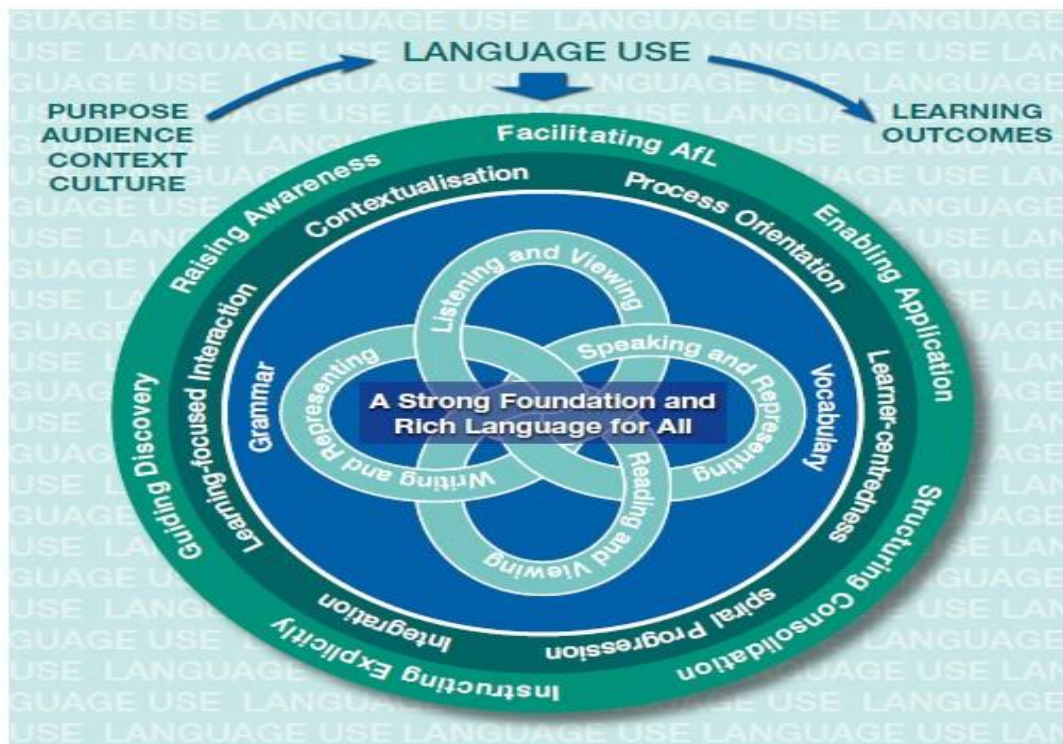 LANGUAGE USE
PURPOSE
AUDIENCE
CONTEXT
CULTURE
LEARNING
OUTCOMES
Facilitating AfL
Raising Awareness
Enabling Application
Guiding Discovery
Structuring Consolidation
Instructing Explicitly
Contextualisation
Process Orientation
Learning-focused Interaction
Learner-centredness
Integration
spiral Progression
Grammar
Vocabulary
Listening and Viewing
Speaking and Representing
Writing and Representing
Reading and Viewing
A Strong Foundation and
Rich Language for All